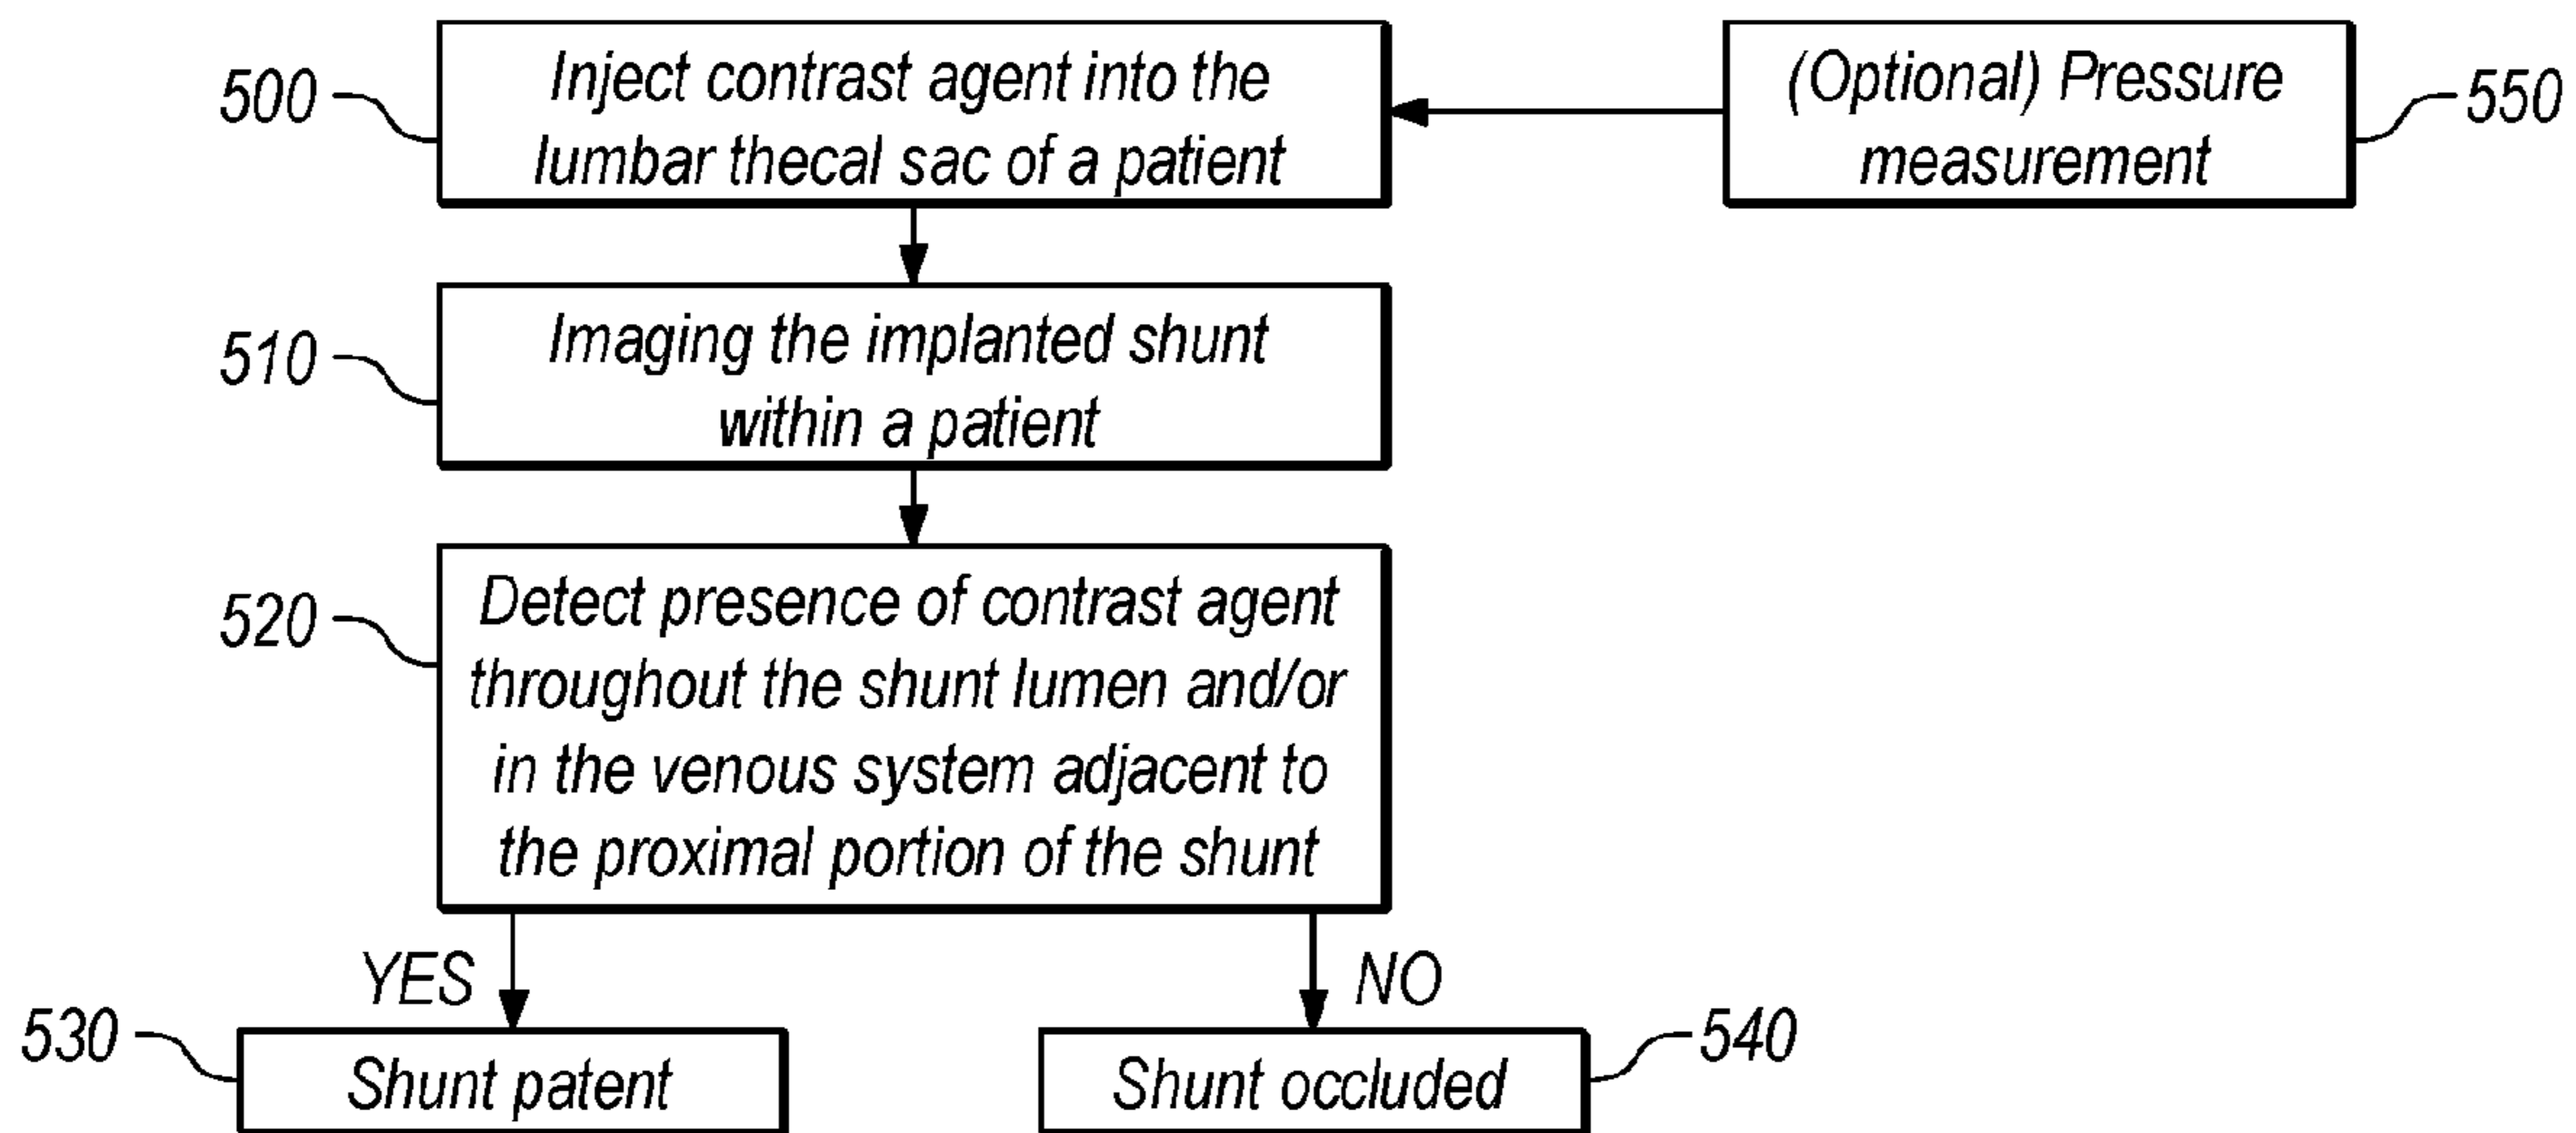 500
Inject contrast agent into the
lumbar thecal sac of a patient
(Optional) Pressure
measurement
550
510
Imaging the implanted shunt
within a patient
520
Detect presence of contrast agent
throughout the shunt lumen and/or
in the venous system adjacent to
the proximal portion of the shunt
YES
NO
530
Shunt patent
Shunt occluded
540